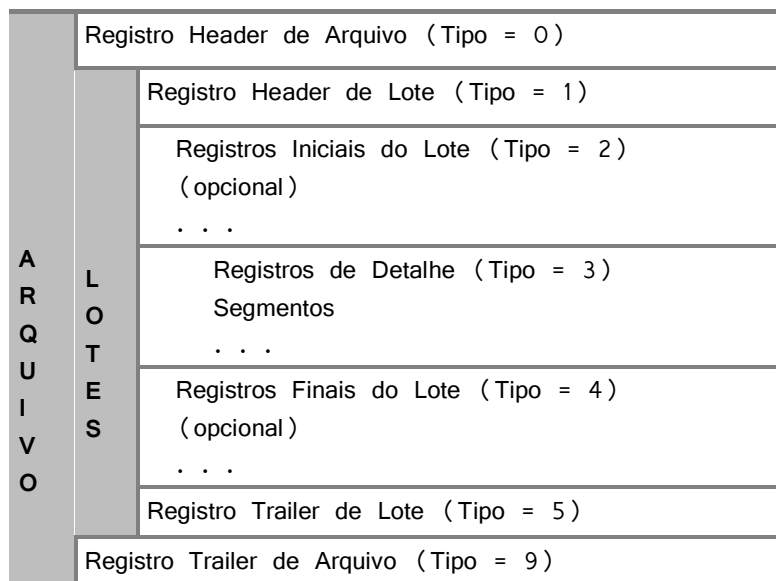 Registro Header de Arquivo (Tipo = 0)
Registro Header de Lote (Tipo = 1)
Registros Iniciais do Lote (Tipo = 2)
(opcional)
. . .
Registros de Detalhe (Tipo = 3)
Segmentos
. . .
Registros Finais do Lote (Tipo = 4)
(opcional)
. . .
Registro Trailer de Lote (Tipo = 5)
Registro Trailer de Arquivo (Tipo = 9)
ARQUIVO
LOTES